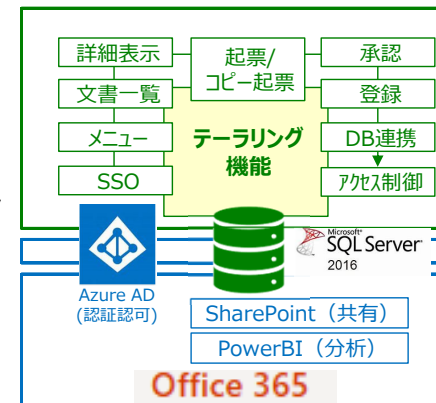 詳細表示
起票/
コピー起票
承認
文書一覧
登録
メニュー
テーラリング
機能
DB連携
SSO
アクセス制御
Microsoft®
SQL Server
2016
Azure AD
(認証認可)
SharePoint（共有）
PowerBI（分析）
Office 365